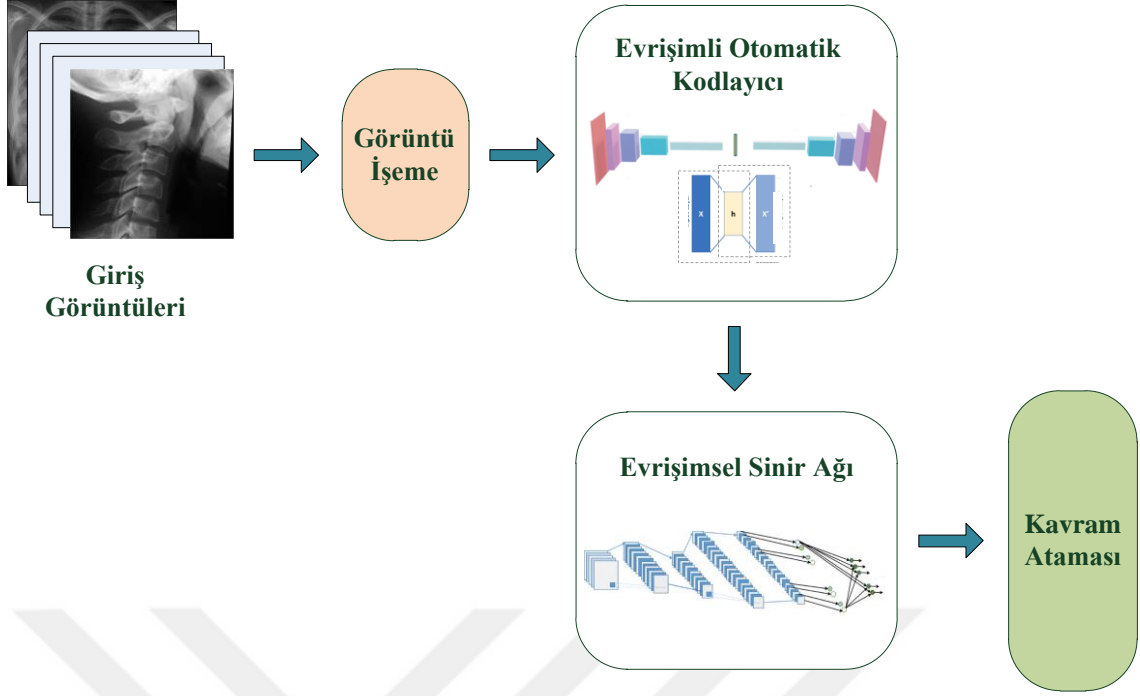 Evrişimli Otomatik
Kodlayıcı
Görüntü
İşeme
X
h
X'
Giriş
Görüntüleri
Evrişimsel Sinir Ağı
Kavram
Ataması